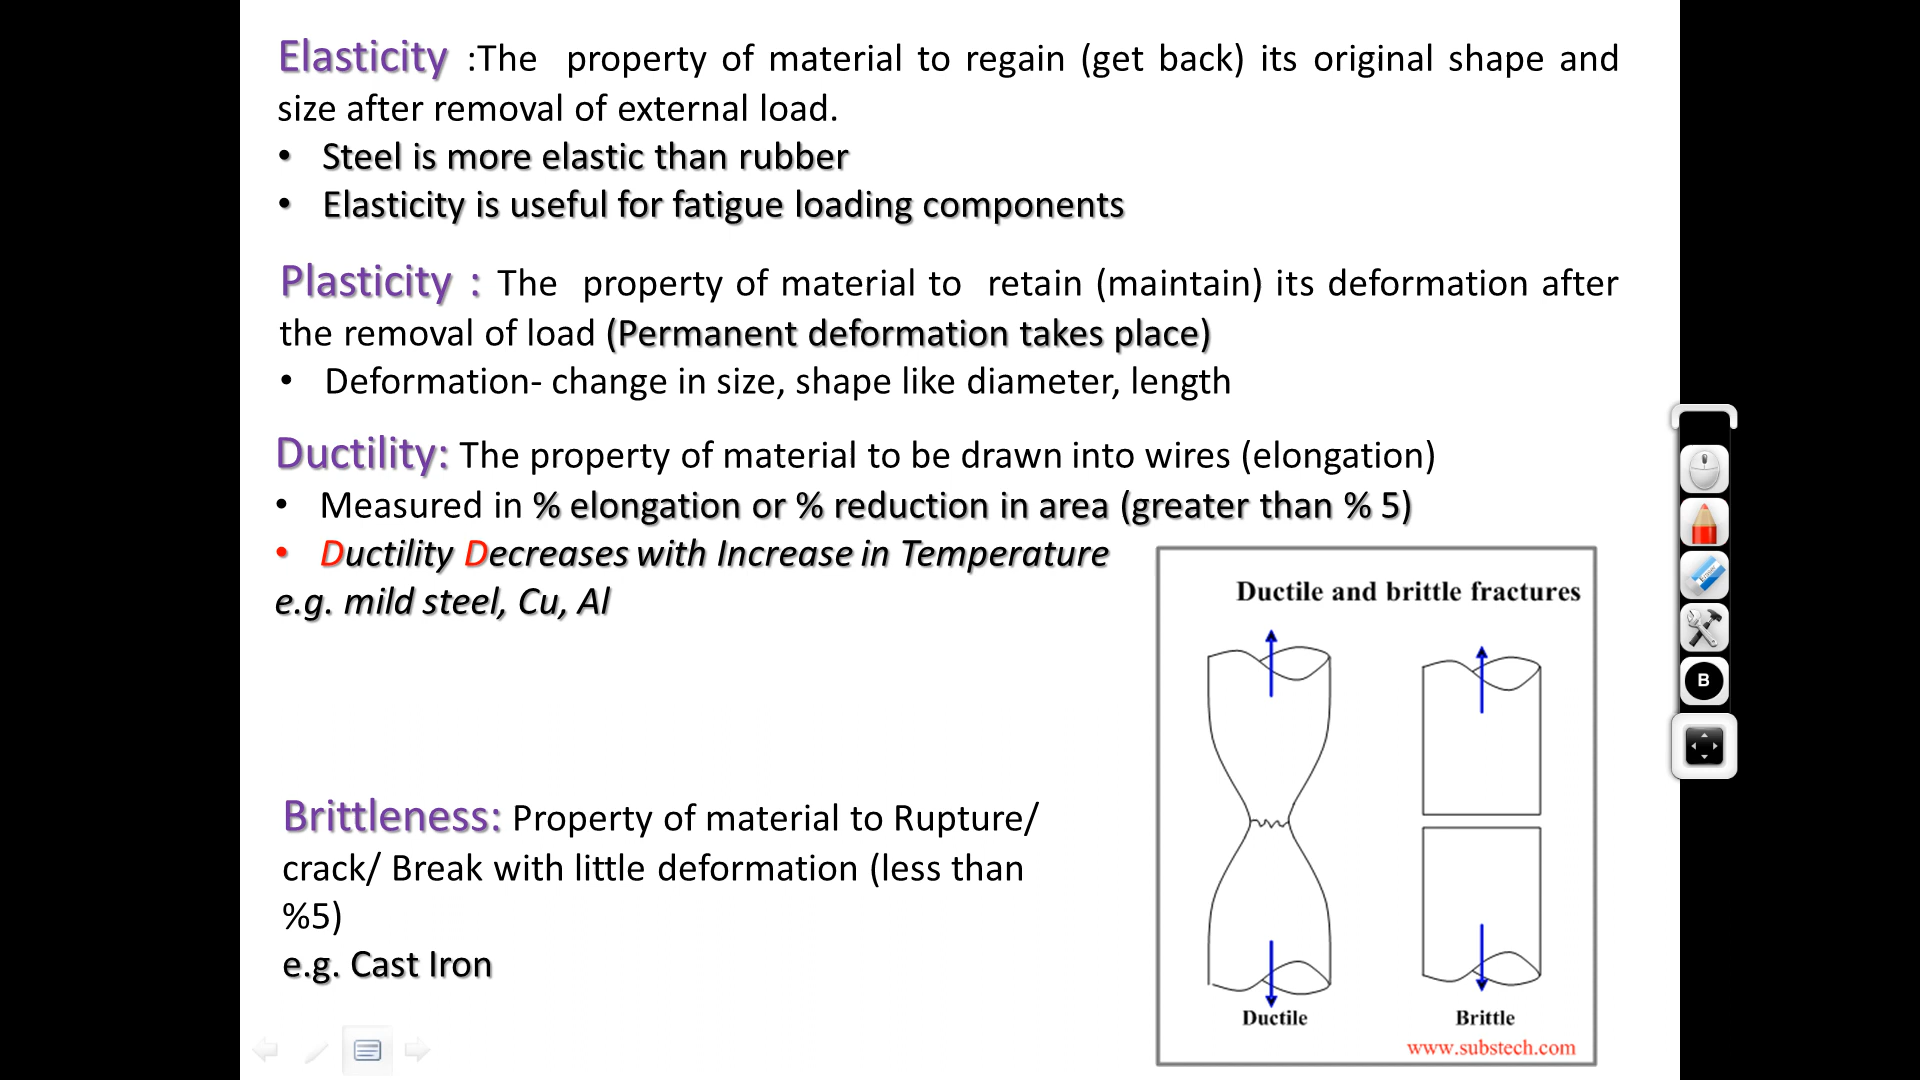 Elasticity :The property of material to regain (get back) its original shape and
size after removal of external load.
• Steel is more elastic than rubber
• Elasticity is useful for fatigue loading components
Plasticity : The property of material to retain (maintain) its deformation after
the removal of load (Permanent deformation takes place)
• Deformation- change in size, shape like diameter, length
Ductility: The property of material to be drawn into wires (elongation)
• Measured in % elongation or % reduction in area (greater than % 5)
• Ductility Decreases with Increase in Temperature
e.g. mild steel, Cu, Al
Brittleness: Property of material to Rupture/
crack/ Break with little deformation (less than
%5)
e.g. Cast Iron
Ductile and brittle fractures
Ductile
Brittle
www.substech.com
B